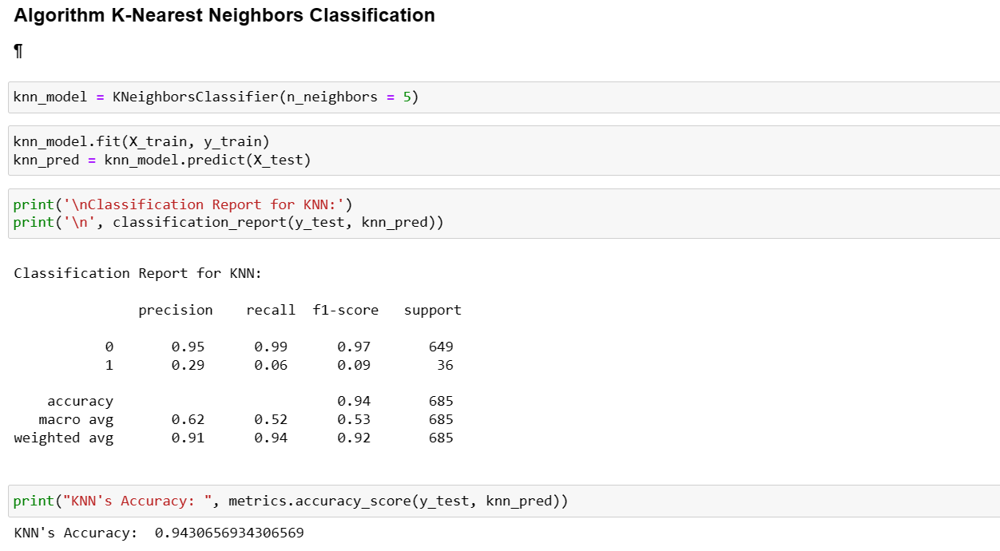 Algorithm K-Nearest Neighbors Classification
¶
knn_model = KNeighborsClassifier(n_neighbors = 5)
knn_model.fit(X_train, y_train)
knn_pred = knn_model.predict(X_test)
print('\nClassification Report for KNN:')
print('\n', classification_report(y_test, knn_pred))
Classification Report for KNN:
precision    recall  f1-score   support
0       0.95      0.99      0.97       649
1       0.29      0.06      0.09        36
accuracy                           0.94       685
macro avg       0.62      0.52      0.53       685
weighted avg       0.91      0.94      0.92       685
print("KNN's Accuracy: ", metrics.accuracy_score(y_test, knn_pred))
KNN's Accuracy:  0.9430656934306569